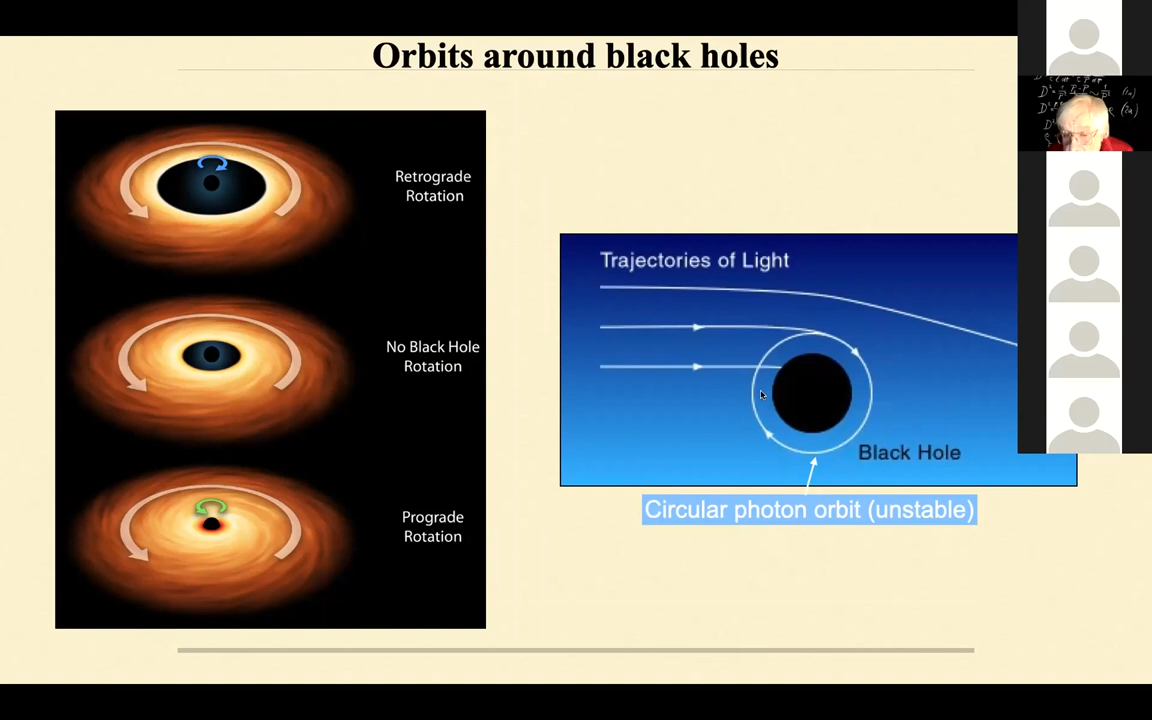 Orbits around black holes
Retrograde
Rotation
No Black Hole
Rotation
Prograde
Rotation
Trajectories of Light
Black Hole
Circular photon orbit (unstable)